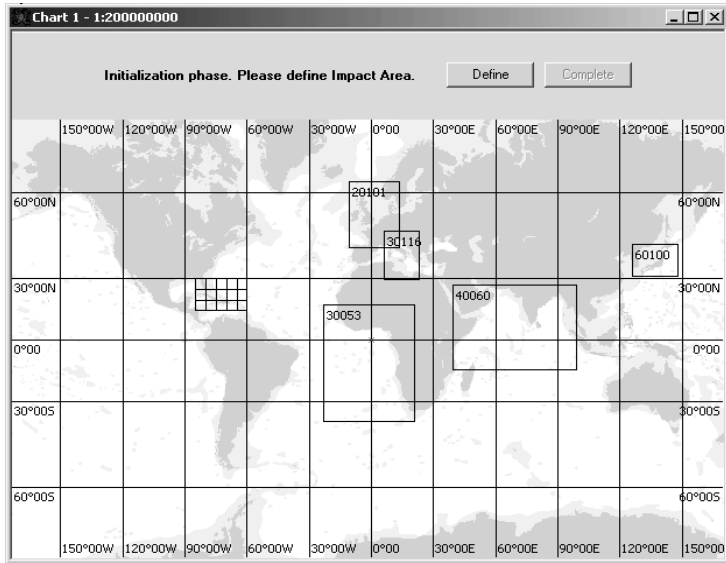 Chart 1 - 1:200000000
Initialization phase. Please define Impact Area.
Define
Complete
150°00W 120°00W 90°00W 60°00W 30°00W 0°00 30°00E 60°00E 90°00E 120°00E 150°00
20101
60°00N 60°00N
30116
60100
30°00N 30°00N
40060
30053
0°00 0°00
30°00S 30°00S
60°00S 60°00S
150°00W 120°00W 90°00W 60°00W 30°00W 0°00 30°00E 60°00E 90°00E 120°00E 150°00